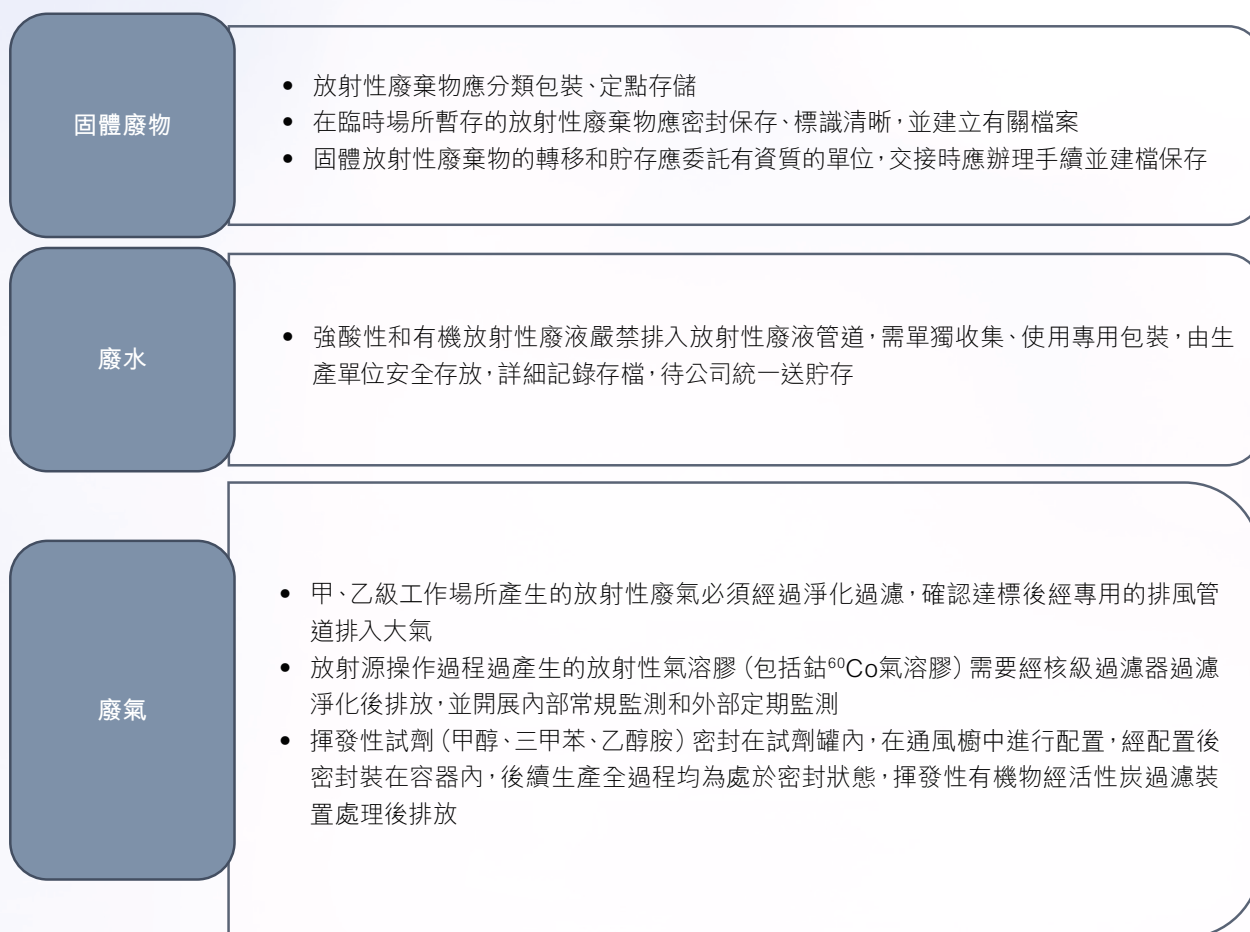 固體廢物
• 放射性廢棄物應分類包裝、定點存儲
• 在臨時場所暫存的放射性廢棄物應密封保存、標識清晰，並建立有關檔案
• 固體放射性廢棄物的轉移和貯存應委託有資質的單位，交接時應辦理手續並建檔保存
廢水
• 強酸性和有機放射性廢液嚴禁排入放射性廢液管道，需單獨收集、使用專用包裝，由生
產單位安全存放，詳細記錄存檔，待公司統一送貯存
廢氣
• 甲、乙級工作場所產生的放射性廢氣必須經過淨化過濾，確認達標後經專用的排風管
道排入大氣
• 放射源操作過程過產生的放射性氣溶膠（包括鈷⁶⁰Co氣溶膠）需要經核級過濾器過濾
淨化後排放，並開展內部常規監測和外部定期監測
• 揮發性試劑（甲醇、三甲苯、乙醇胺）密封在試劑罐內，在通風櫥中進行配置，經配置後
密封裝在容器內，後續生產全過程均為處於密封狀態，揮發性有機物經活性炭過濾裝
置處理後排放